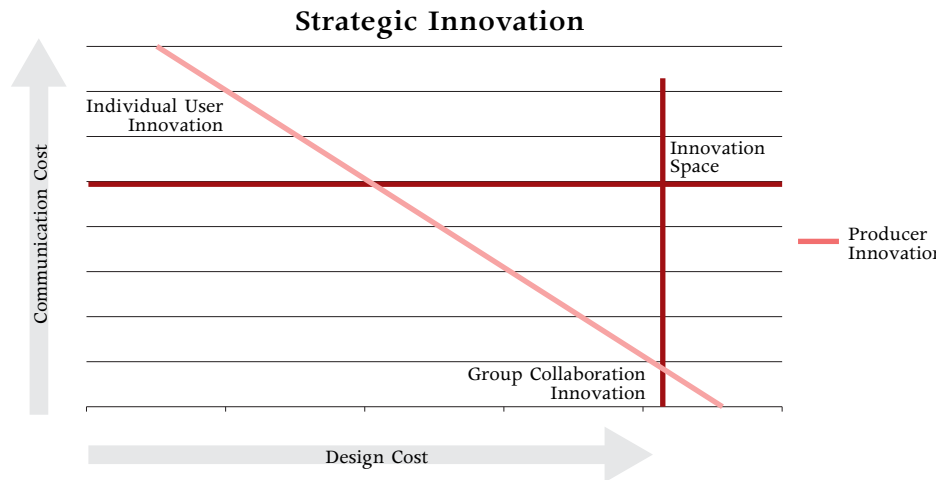 Strategic Innovation
Communication Cost
Individual User
Innovation
Innovation
Space
Producer
Innovation
Group Collaboration
Innovation
Design Cost